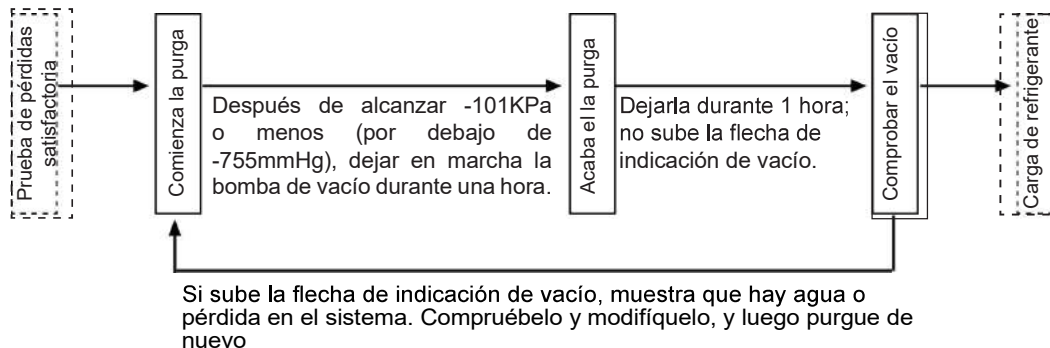 Prueba de pérdidas
satisfactoria
Comienza la purga
Después de alcanzar -101KPa
o menos (por debajo de
-755mmHg), dejar en marcha la
bomba de vacío durante una hora.
Acaba el la purga
Dejarla durante 1 hora;
no sube la flecha de
indicación de vacío.
Comprobar el vacío
Carga de refrigerante
Si sube la flecha de indicación de vacío, muestra que hay agua o
pérdida en el sistema. Compruébelo y modifíquelo, y luego purgue de
nuevo